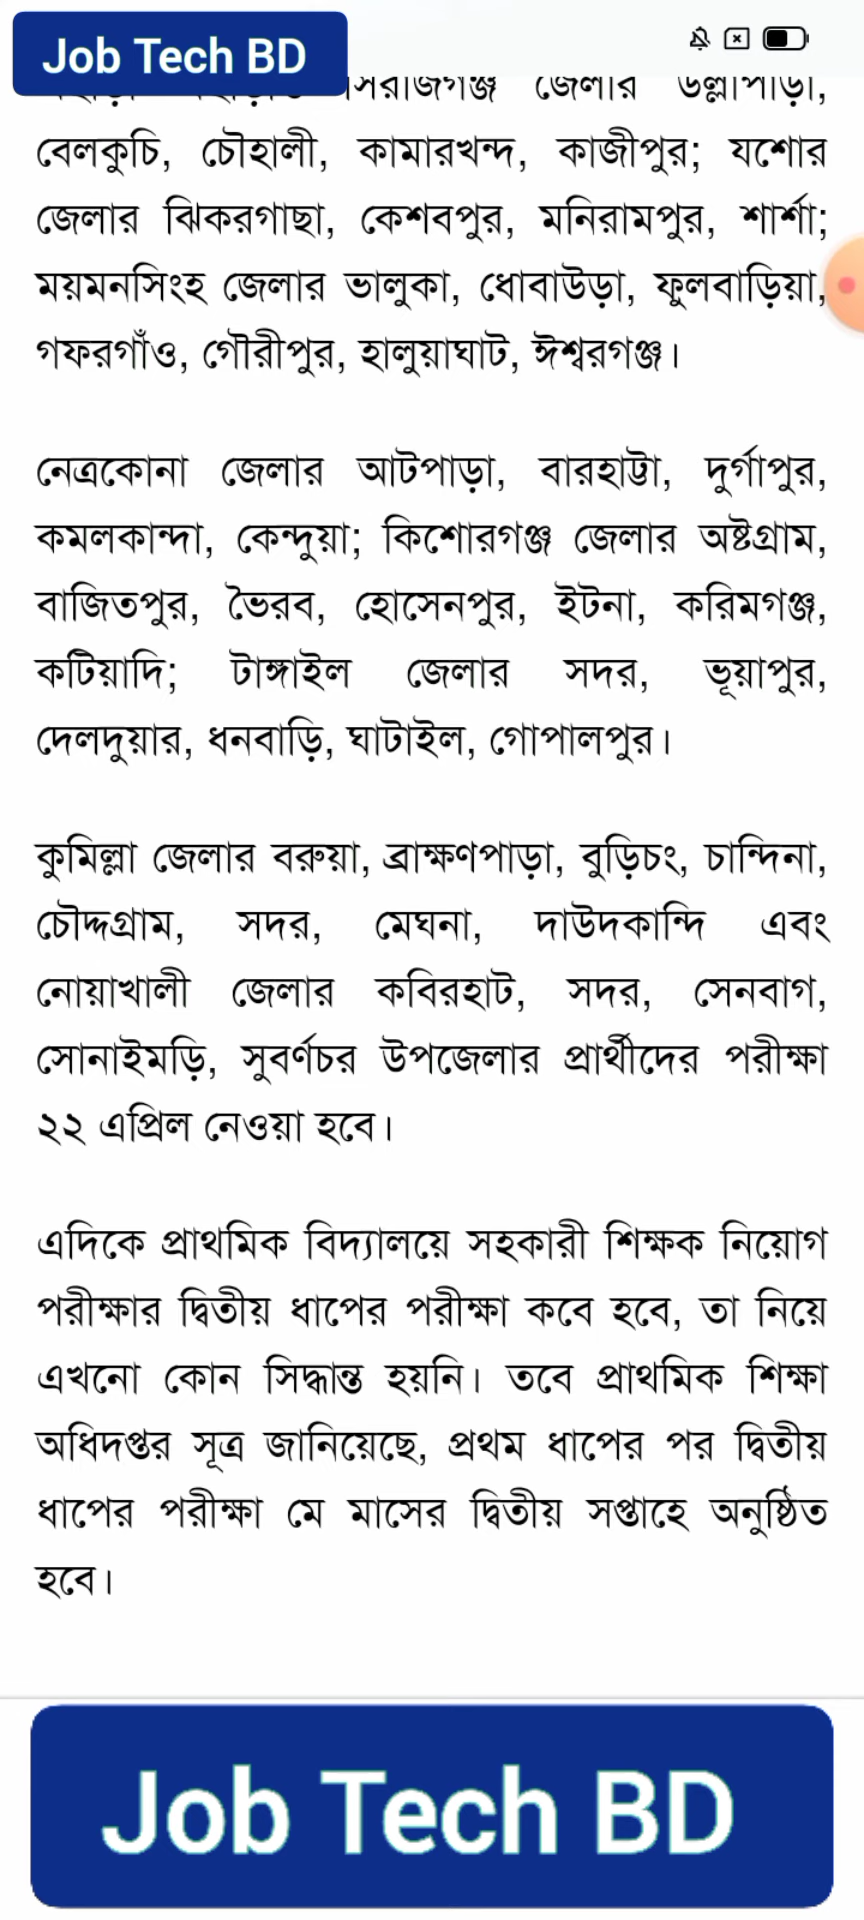 Job Tech BD
সিরাজগঞ্জ জেলার উল্লাপাড়া,
বেলকুচি, চৌহালী, কামারখন্দ, কাজীপুর; যশোর
জেলার ঝিকরগাছা, কেশবপুর, মনিরামপুর, শার্শা;
ময়মনসিংহ জেলার ভালুকা, ধোবাউড়া, ফুলবাড়িয়া,
গফরগাঁও, গৌরীপুর, হালুয়াঘাট, ঈশ্বরগঞ্জ।
নেত্রকোনা জেলার আটপাড়া, বারহাট্টা, দুর্গাপুর,
কমলকান্দা, কেন্দুয়া; কিশোরগঞ্জ জেলার অষ্টগ্রাম,
বাজিতপুর, ভৈরব, হোসেনপুর, ইটনা, করিমগঞ্জ,
কটিয়াদি; টাঙ্গাইল জেলার সদর, ভূয়াপুর,
দেলদুয়ার, ধনবাড়ি, ঘাটাইল, গোপালপুর।
কুমিল্লা জেলার বরুয়া, ব্রাক্ষণপাড়া, বুড়িচং, চান্দিনা,
চৌদ্দগ্রাম, সদর, মেঘনা, দাউদকান্দি এবং
নোয়াখালী জেলার কবিরহাট, সদর, সেনবাগ,
সোনাইমড়ি, সুবর্ণচর উপজেলার প্রার্থীদের পরীক্ষা
২২ এপ্রিল নেওয়া হবে।
এদিকে প্রাথমিক বিদ্যালয়ে সহকারী শিক্ষক নিয়োগ
পরীক্ষার দ্বিতীয় ধাপের পরীক্ষা কবে হবে, তা নিয়ে
এখনো কোন সিদ্ধান্ত হয়নি। তবে প্রাথমিক শিক্ষা
অধিদপ্তর সূত্র জানিয়েছে, প্রথম ধাপের পর দ্বিতীয়
ধাপের পরীক্ষা মে মাসের দ্বিতীয় সপ্তাহে অনুষ্ঠিত
হবে।
Job Tech BD